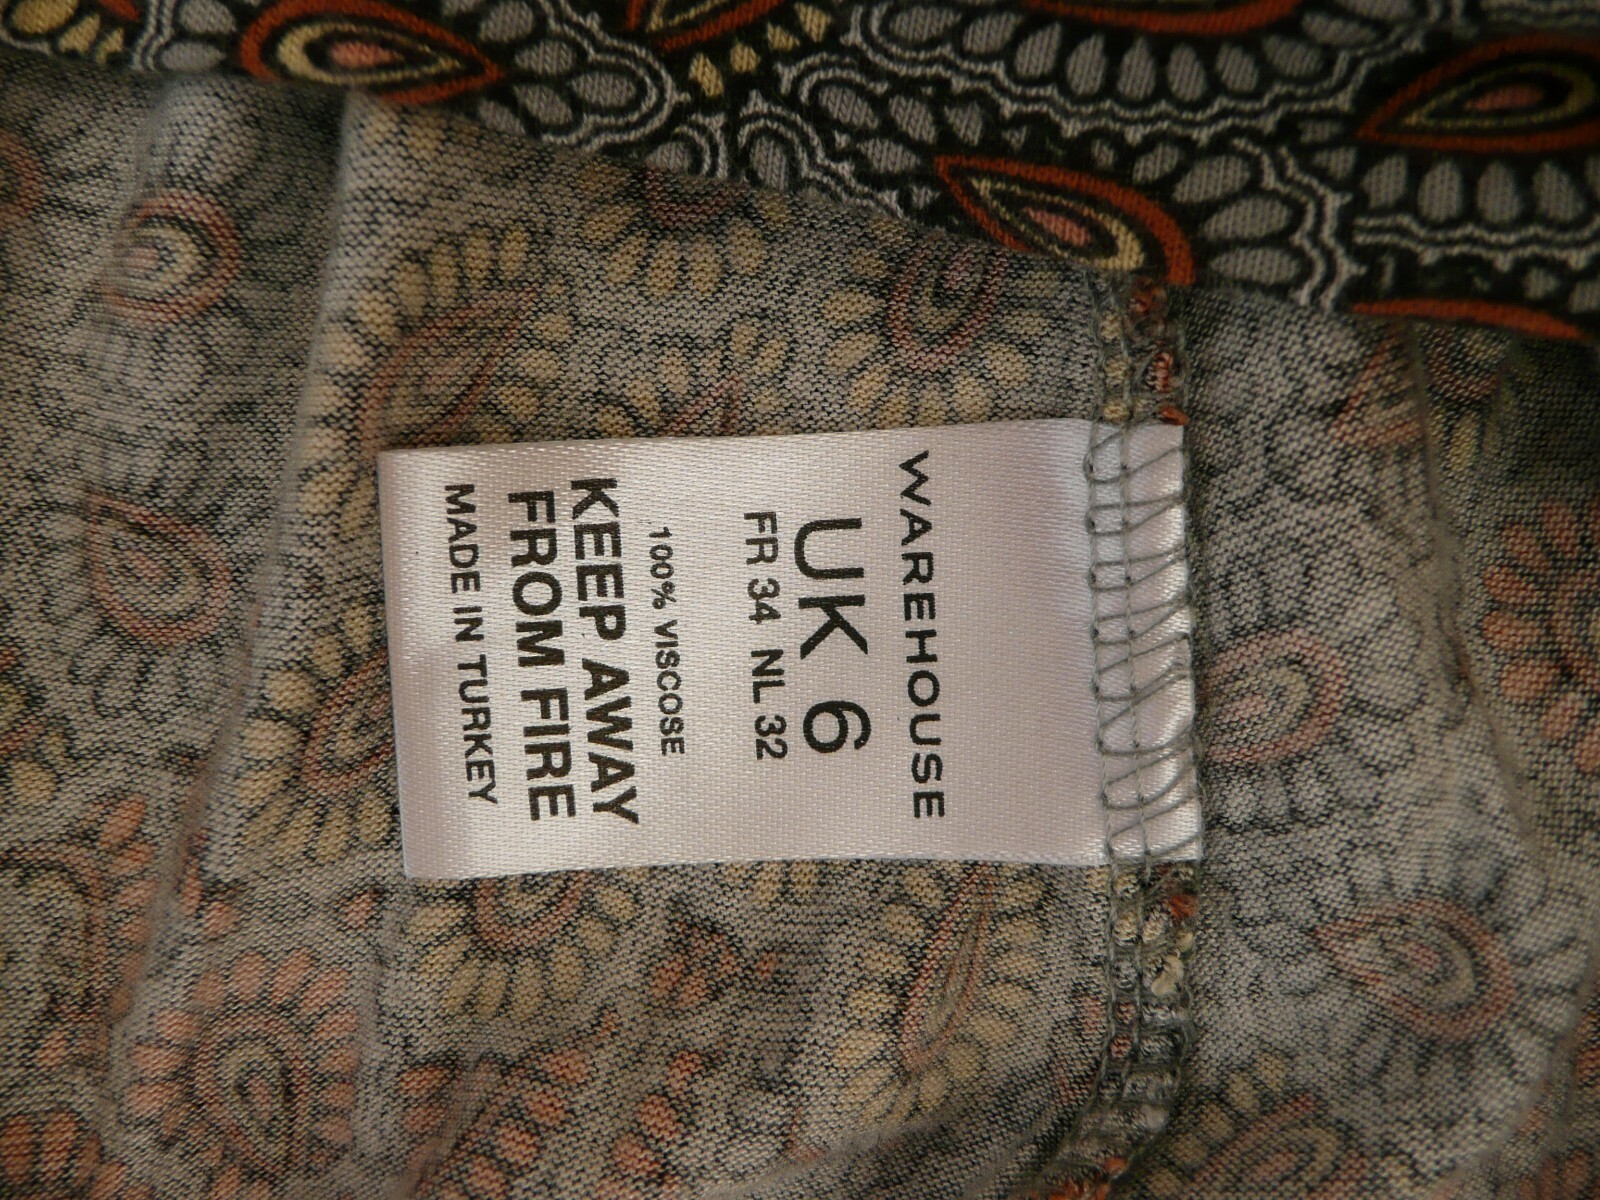 WAREHOUSE
UK 6
FR 34 NL 32
100% VISCOSE
KEEP AWAY
FROM FIRE
MADE IN TURKEY